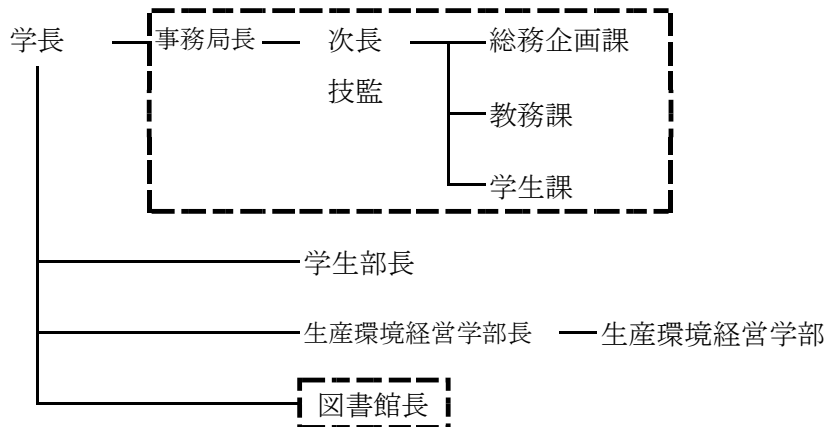 学長 事務局長 次長 総務企画課
技監
教務課
学生課
学生部長
生産環境経営学部長 生産環境経営学部
図書館長